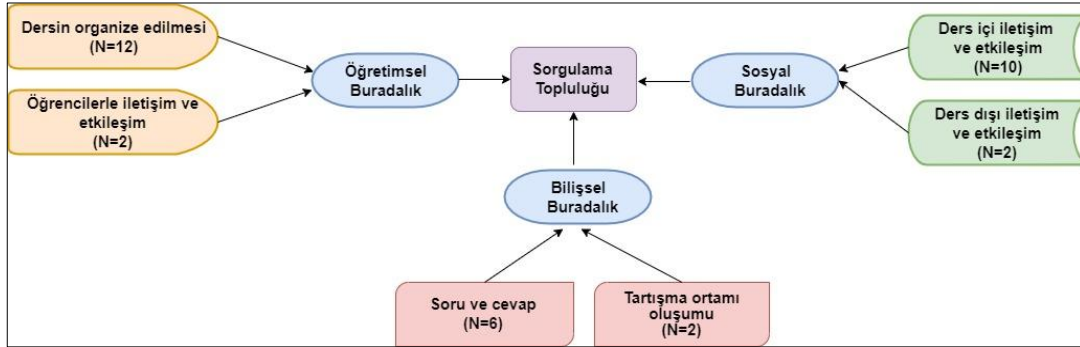 Dersin organize edilmesi
(N=12)
Öğrencilerle iletişim ve
etkileşim
(N=2)
Öğretimsel
Buradalık
Sorgulama
Topluluğu
Sosyal
Buradalık
Ders içi iletişim
ve etkileşim
(N=10)
Ders dışı iletişim
ve etkileşim
(N=2)
Bilişsel
Buradalık
Soru ve cevap
(N=6)
Tartışma ortamı
oluşumu
(N=2)